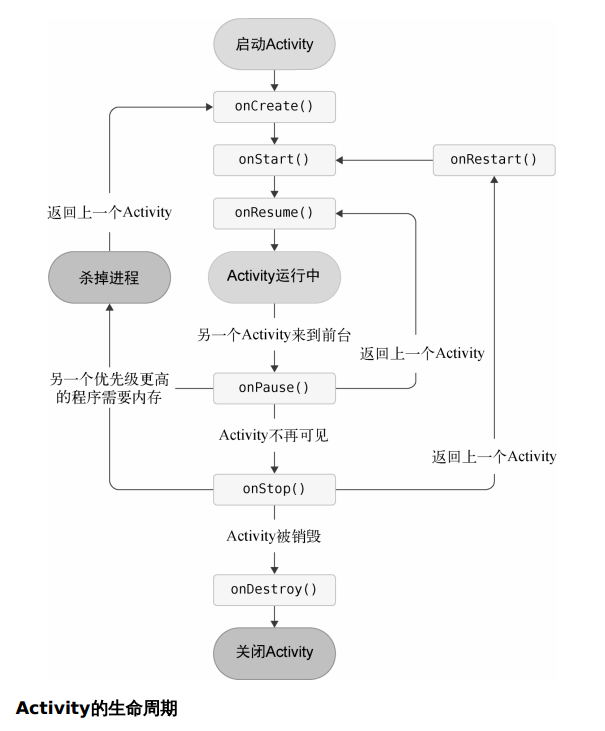 启动Activity
onCreate()
onStart()
onRestart()
返回上一个Activity
onResume()
杀掉进程
Activity运行中
另一个Activity来到前台
返回上一个Activity
另一个优先级更高
的程序需要内存
onPause()
Activity不再可见
返回上一个Activity
onStop()
Activity被销毁
onDestroy()
关闭Activity
Activity的生命周期